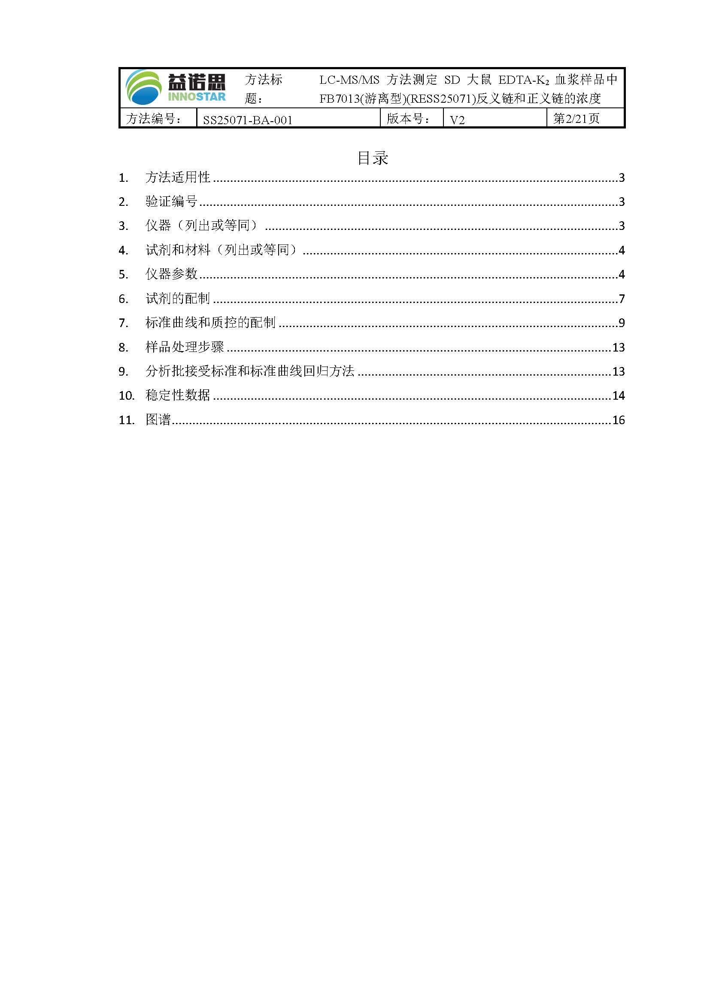 益诺思
INNOSTAR
方法标题：
LC-MS/MS 方法测定 SD 大鼠 EDTA-K₂ 血浆样品中
FB7013(游离型)(RESS25071)反义链和正义链的浓度
方法编号： SS25071-BA-001 版本号： V2 第2/21页
目录
1. 方法适用性 3
2. 验证编号 3
3. 仪器（列出或等同） 3
4. 试剂和材料（列出或等同） 4
5. 仪器参数 4
6. 试剂的配制 7
7. 标准曲线和质控的配制 9
8. 样品处理步骤 13
9. 分析批接受标准和标准曲线回归方法 13
10. 稳定性数据 14
11. 图谱 16